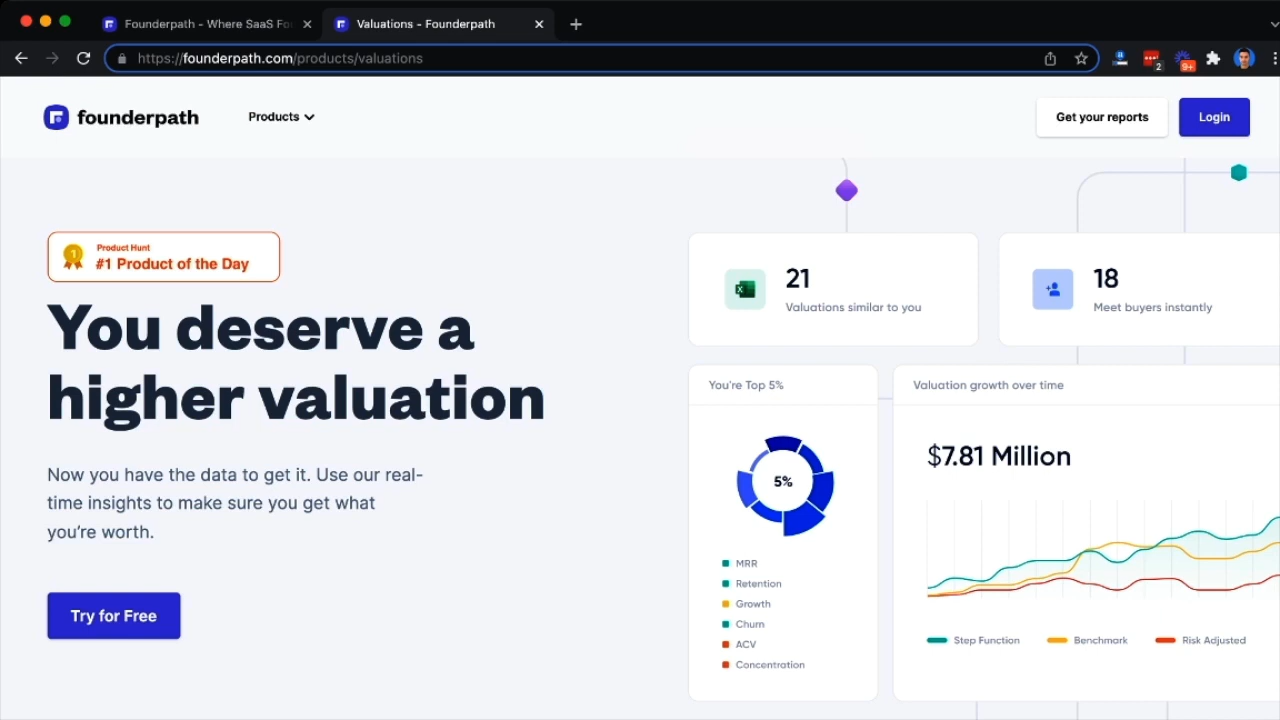 Founderpath - Where SaaS Fo
Valuations - Founderpath
https://founderpath.com/products/valuations
2
9+
founderpath
Products
Get your reports
Login
1
Product Hunt
#1 Product of the Day
You deserve a
higher valuation
Now you have the data to get it. Use our real-
time insights to make sure you get what
you’re worth.
Try for Free
X
21
Valuations similar to you
18
Meet buyers instantly
You're Top 5%
5%
MRR
Retention
Growth
Churn
ACV
Concentration
Valuation growth over time
$7.81 Million
Step Function
Benchmark
Risk Adjusted